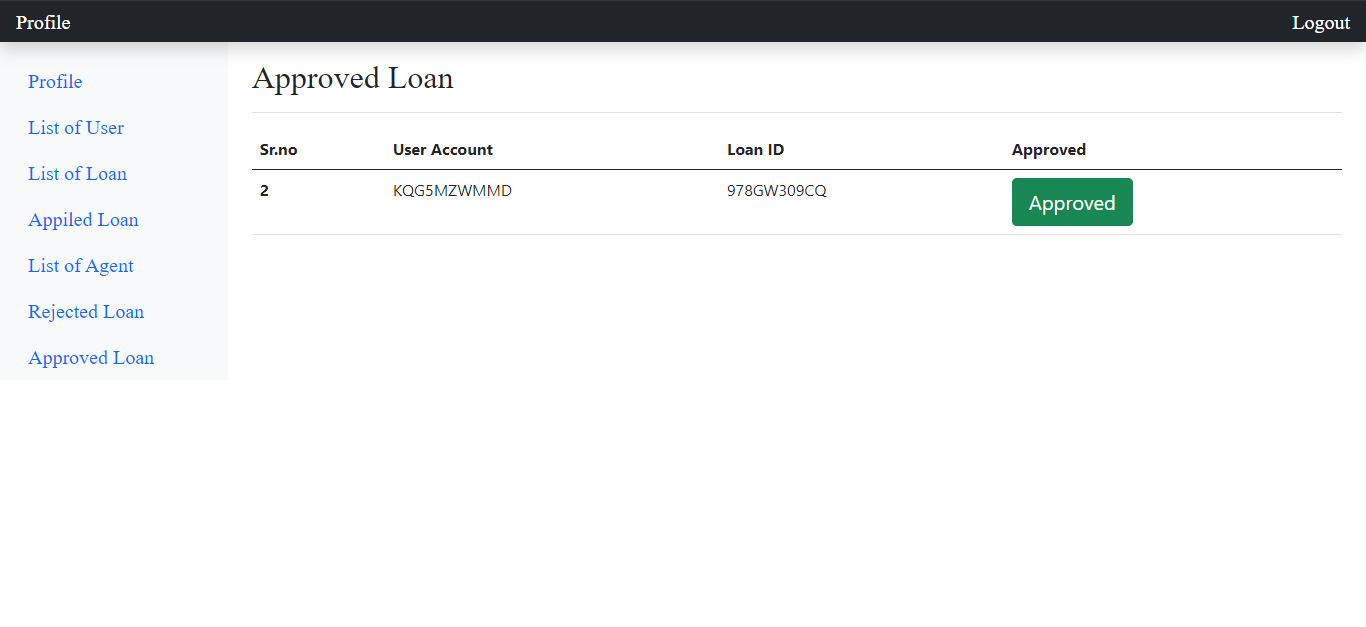 Profile Logout
Profile
List of User
List of Loan
Appiled Loan
List of Agent
Rejected Loan
Approved Loan
Approved Loan
Sr.no User Account Loan ID Approved
2 KQG5MZWMMD 978GW309CQ Approved